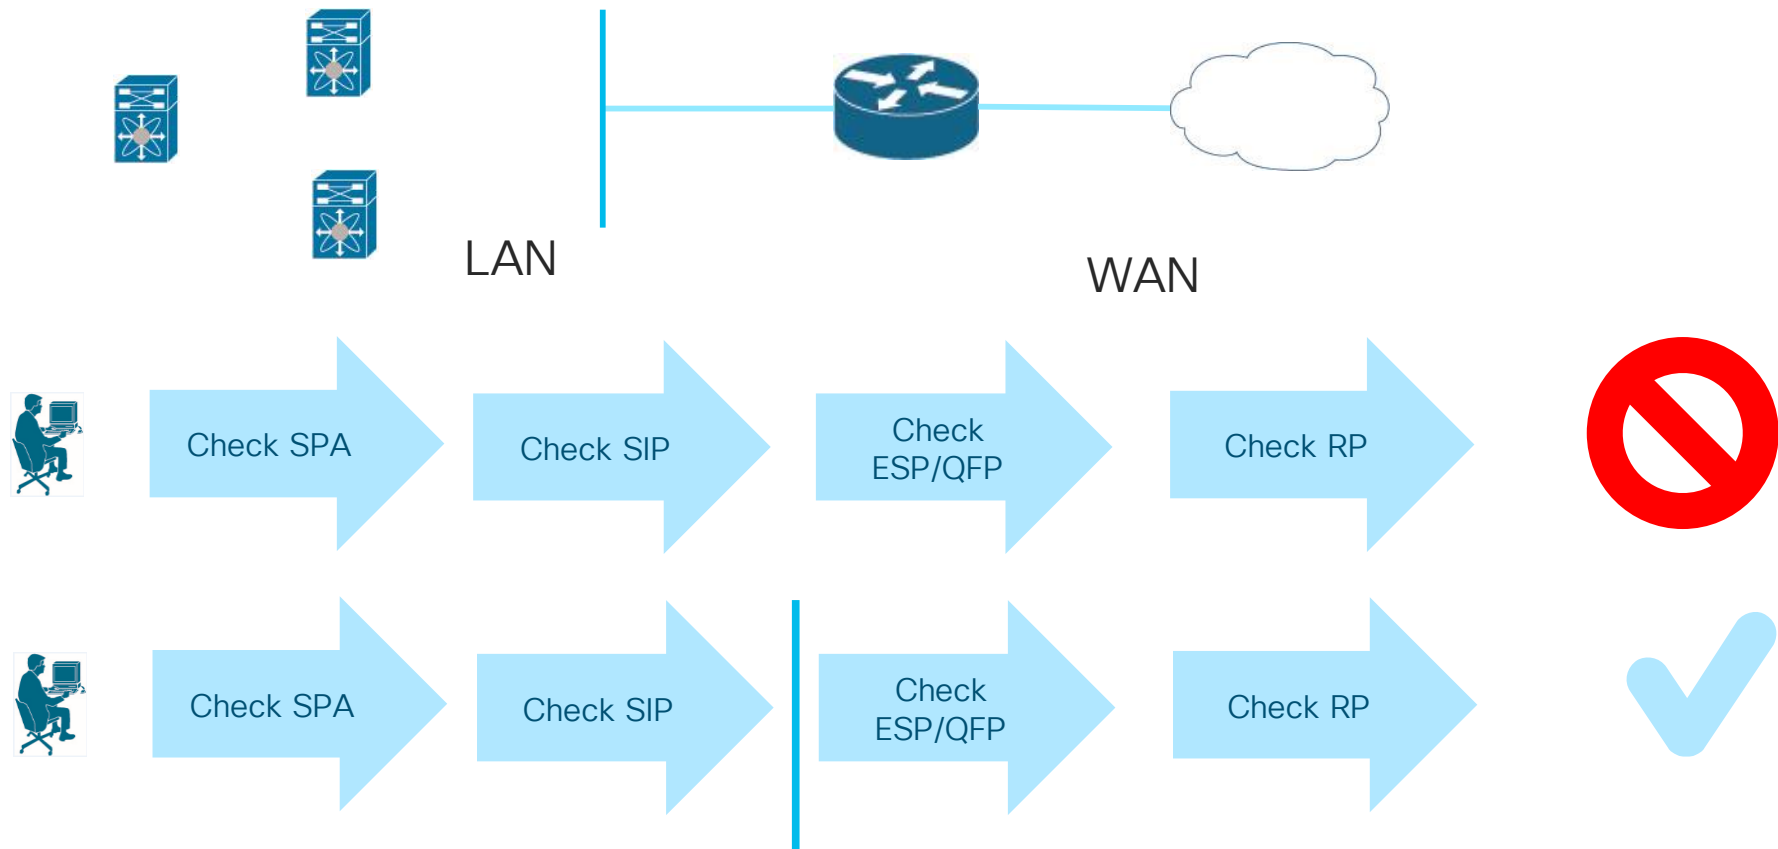 LAN
WAN
Check SPA
Check SIP
Check
ESP/QFP
Check RP
Check SPA
Check SIP
Check
ESP/QFP
Check RP